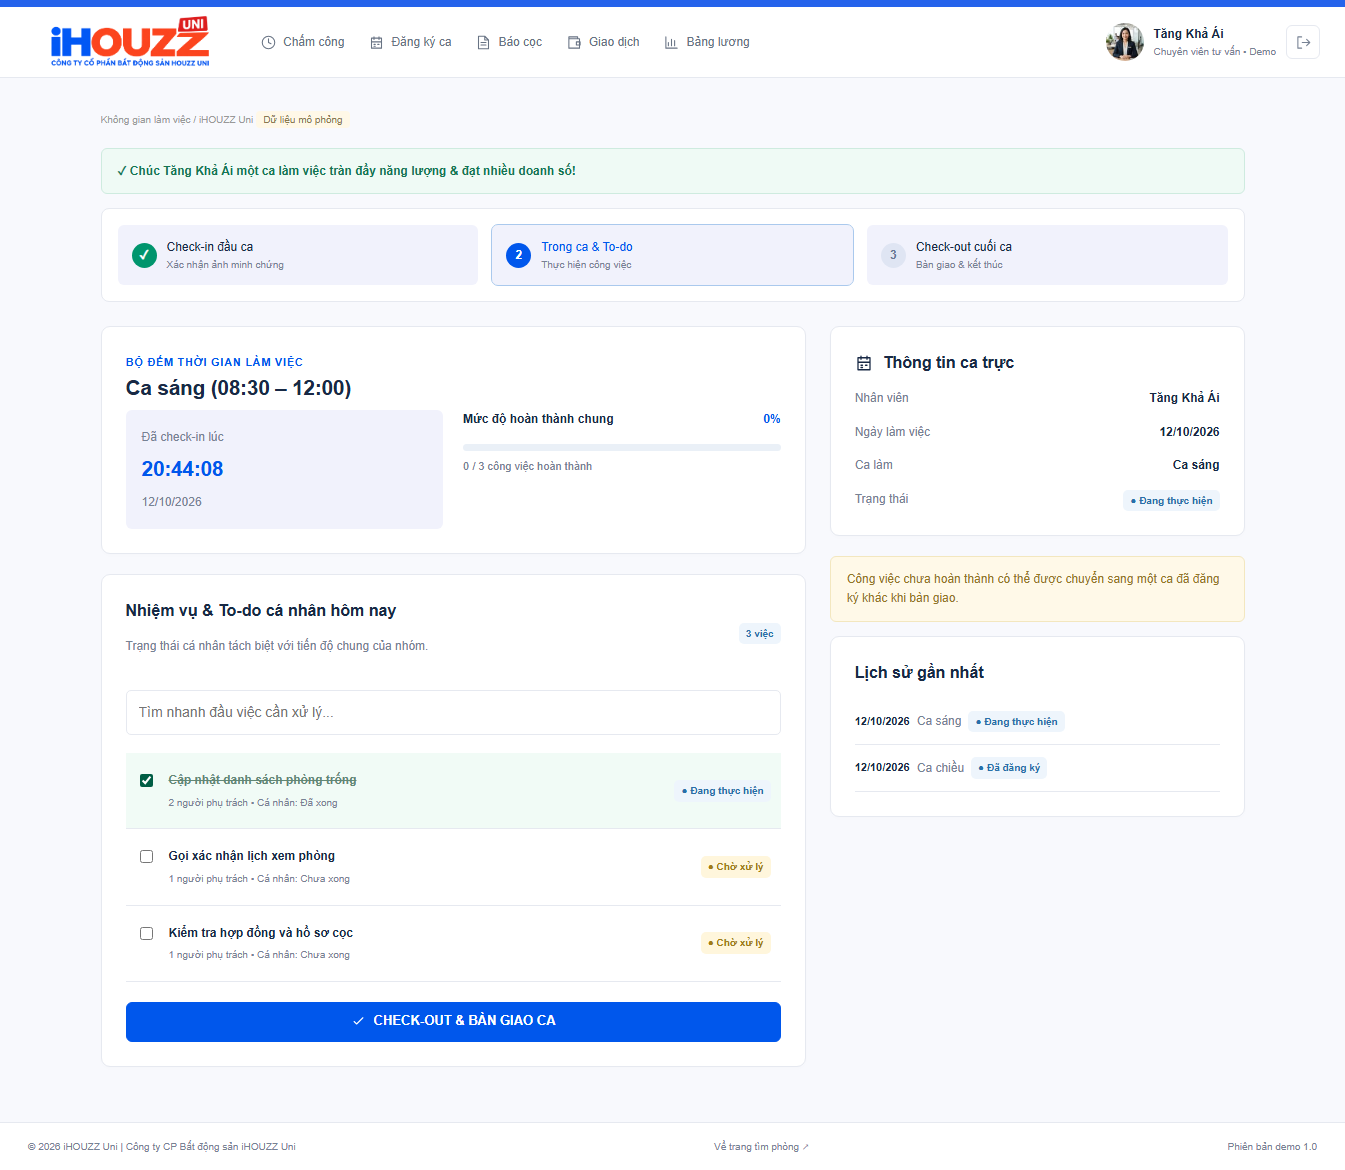 iHOUZZ UNI
CÔNG TY CỔ PHẦN BẤT ĐỘNG SẢN HOUZZ UNI
Chấm công
Đăng ký ca
Báo cọc
Giao dịch
Bảng lương
Tăng Khả Ái
Chuyên viên tư vấn • Demo
Không gian làm việc / iHOUZZ Uni
Dữ liệu mô phỏng
✓ Chúc Tăng Khả Ái một ca làm việc tràn đầy năng lượng & đạt nhiều doanh số!
✓
Check-in đầu ca
Xác nhận ảnh minh chứng
2
Trong ca & To-do
Thực hiện công việc
3
Check-out cuối ca
Bàn giao & kết thúc
BỘ ĐẾM THỜI GIAN LÀM VIỆC
Ca sáng (08:30 – 12:00)
Đã check-in lúc
20:44:08
12/10/2026
Mức độ hoàn thành chung 0%
0 / 3 công việc hoàn thành
Nhiệm vụ & To-do cá nhân hôm nay
Trạng thái cá nhân tách biệt với tiến độ chung của nhóm.
3 việc
Tìm nhanh đầu việc cần xử lý...
Cập nhật danh sách phòng trống
2 người phụ trách • Cá nhân: Đã xong
● Đang thực hiện
Gọi xác nhận lịch xem phòng
1 người phụ trách • Cá nhân: Chưa xong
● Chờ xử lý
Kiểm tra hợp đồng và hồ sơ cọc
1 người phụ trách • Cá nhân: Chưa xong
● Chờ xử lý
✓ CHECK-OUT & BÀN GIAO CA
Thông tin ca trực
Nhân viên Tăng Khả Ái
Ngày làm việc 12/10/2026
Ca làm Ca sáng
Trạng thái ● Đang thực hiện
Công việc chưa hoàn thành có thể được chuyển sang một ca đã đăng
ký khác khi bàn giao.
Lịch sử gần nhất
12/10/2026 Ca sáng ● Đang thực hiện
12/10/2026 Ca chiều ● Đã đăng ký
© 2026 iHOUZZ Uni | Công ty CP Bất động sản iHOUZZ Uni
Về trang tìm phòng ↗
Phiên bản demo 1.0